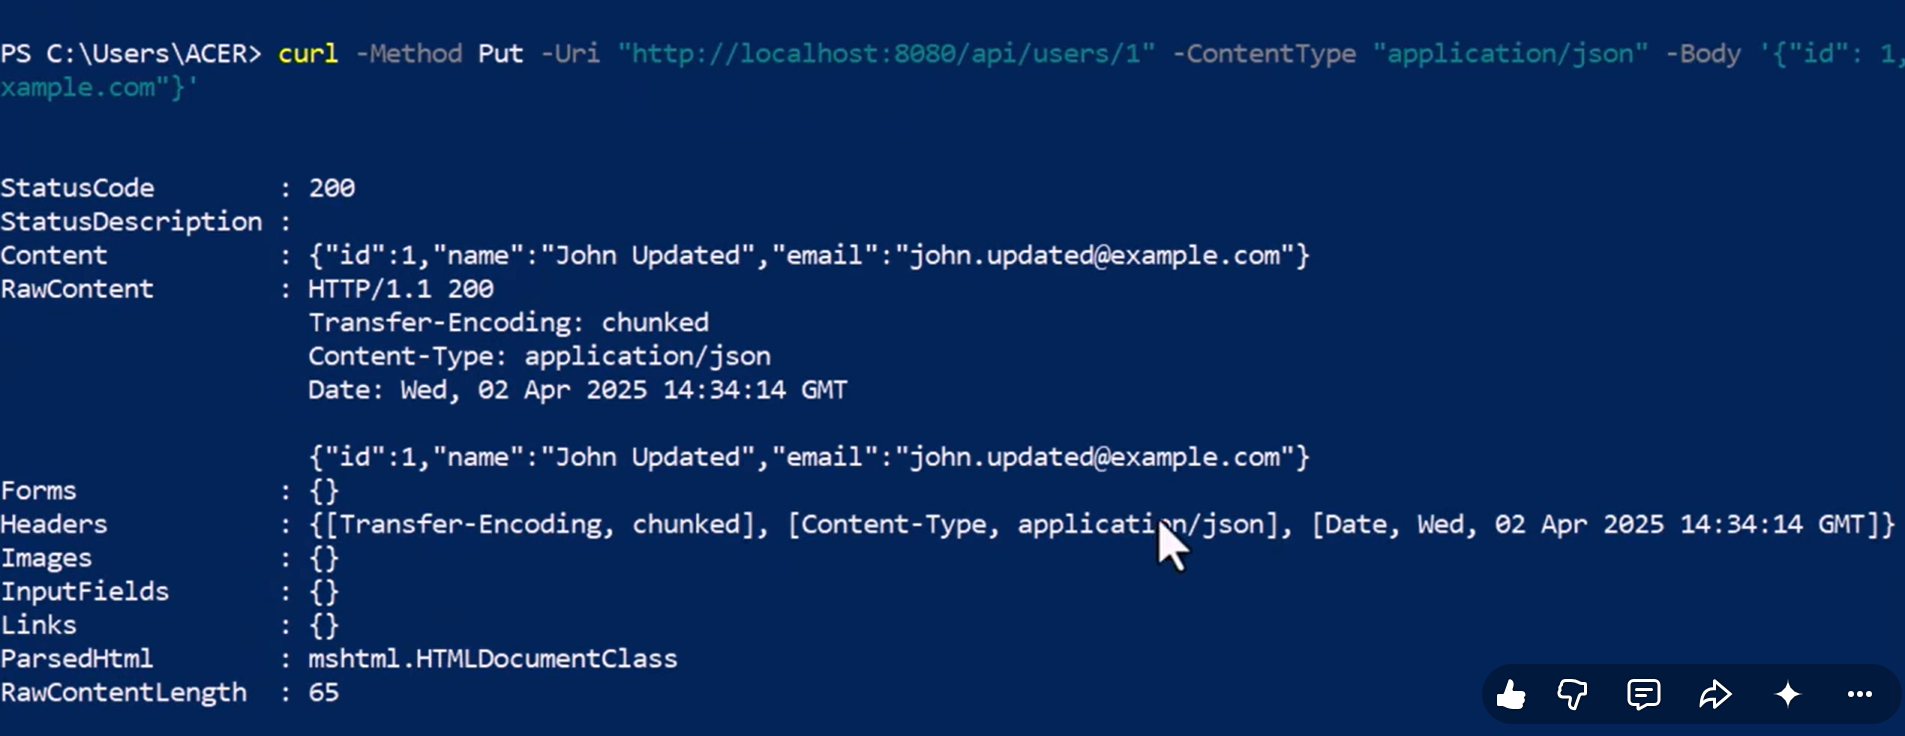 PS C:\Users\ACER> curl -Method Put -Uri "http://localhost:8080/api/users/1" -ContentType "application/json" -Body '{"id": 1,
xample.com"}'
StatusCode : 200
StatusDescription :
Content : {"id":1,"name":"John Updated","email":"john.updated@example.com"}
RawContent : HTTP/1.1 200
Transfer-Encoding: chunked
Content-Type: application/json
Date: Wed, 02 Apr 2025 14:34:14 GMT
{"id":1,"name":"John Updated","email":"john.updated@example.com"}
Forms : {}
Headers : {[Transfer-Encoding, chunked], [Content-Type, application/json], [Date, Wed, 02 Apr 2025 14:34:14 GMT]}
Images : {}
InputFields : {}
Links : {}
ParsedHtml : mshtml.HTMLDocumentClass
RawContentLength : 65